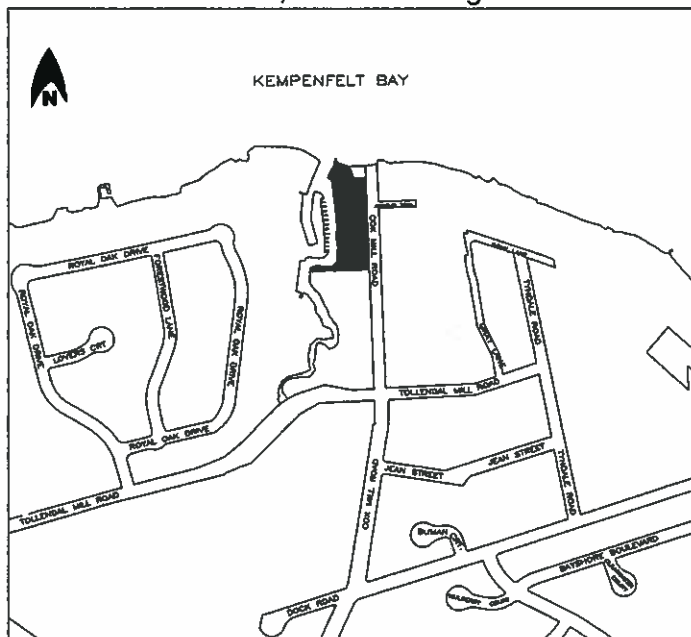 N
KEMPENFELT BAY
ROYAL OAK DRIVE
FORESTWOOD LANE
ROYAL OAK DRIVE
ROYAL OAK DRIVE
LOVERS CRT
ROYAL OAK DRIVE
TOLLENDAL MILL ROAD
COX MILL ROAD
TYNDALE ROAD
TOLLENDAL MILL ROAD
JEAN STREET
JEAN STREET
COX MILL ROAD
TYNDALE ROAD
DOCK ROAD
BAYSHORE BOULEVARD